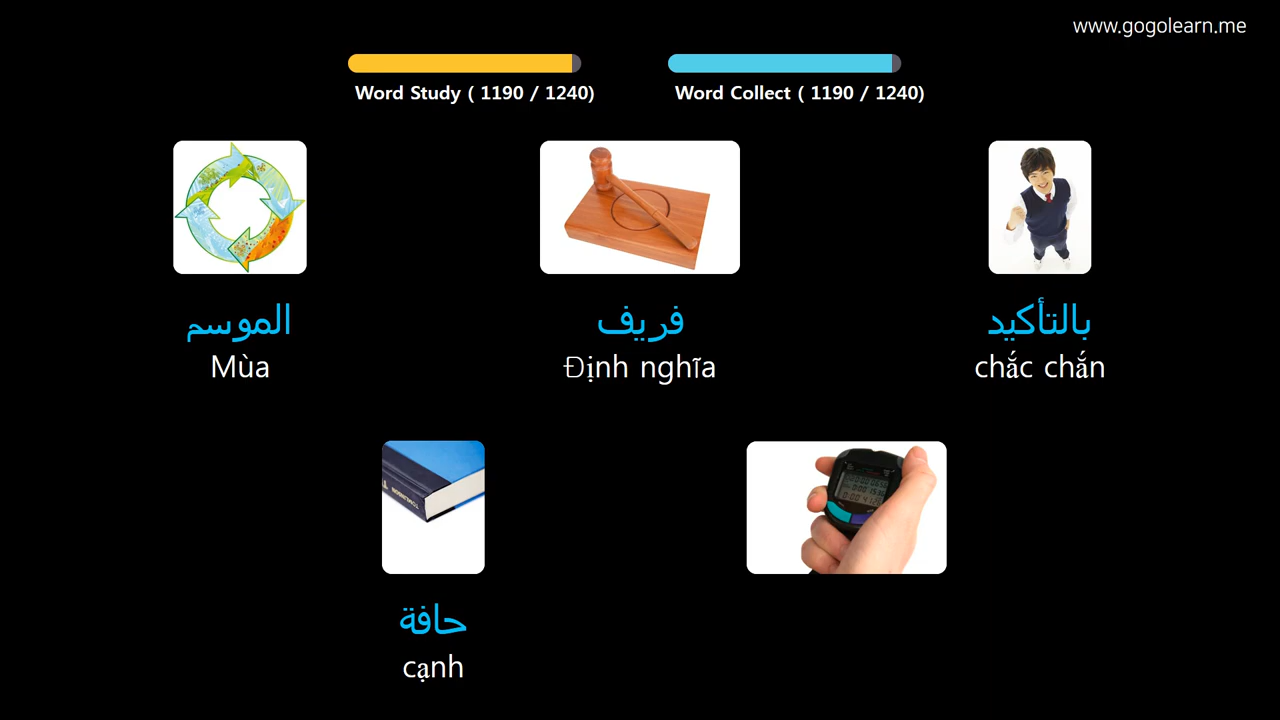 www.gogolearn.me
Word Study ( 1190 / 1240)
Word Collect ( 1190 / 1240)
الموسم
Mùa
فريف
Định nghĩa
بالتأكيد
chắc chắn
TOMLINSON
حافة
cạnh